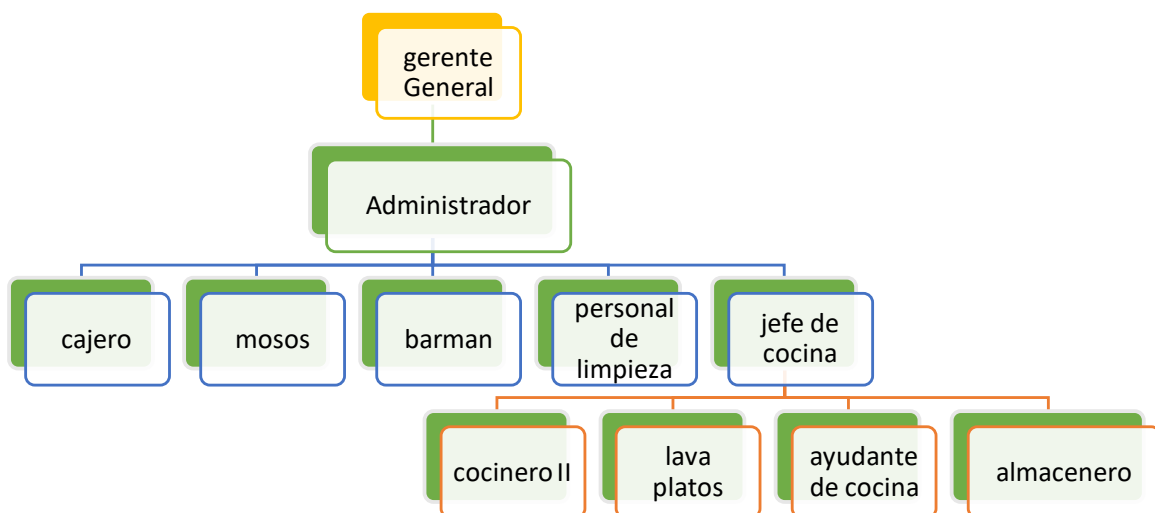 gerente
General
Administrador
cajero
mosos
barman
personal
de
limpieza
jefe de
cocina
cocinero II
lava
platos
ayudante
de cocina
almacenero